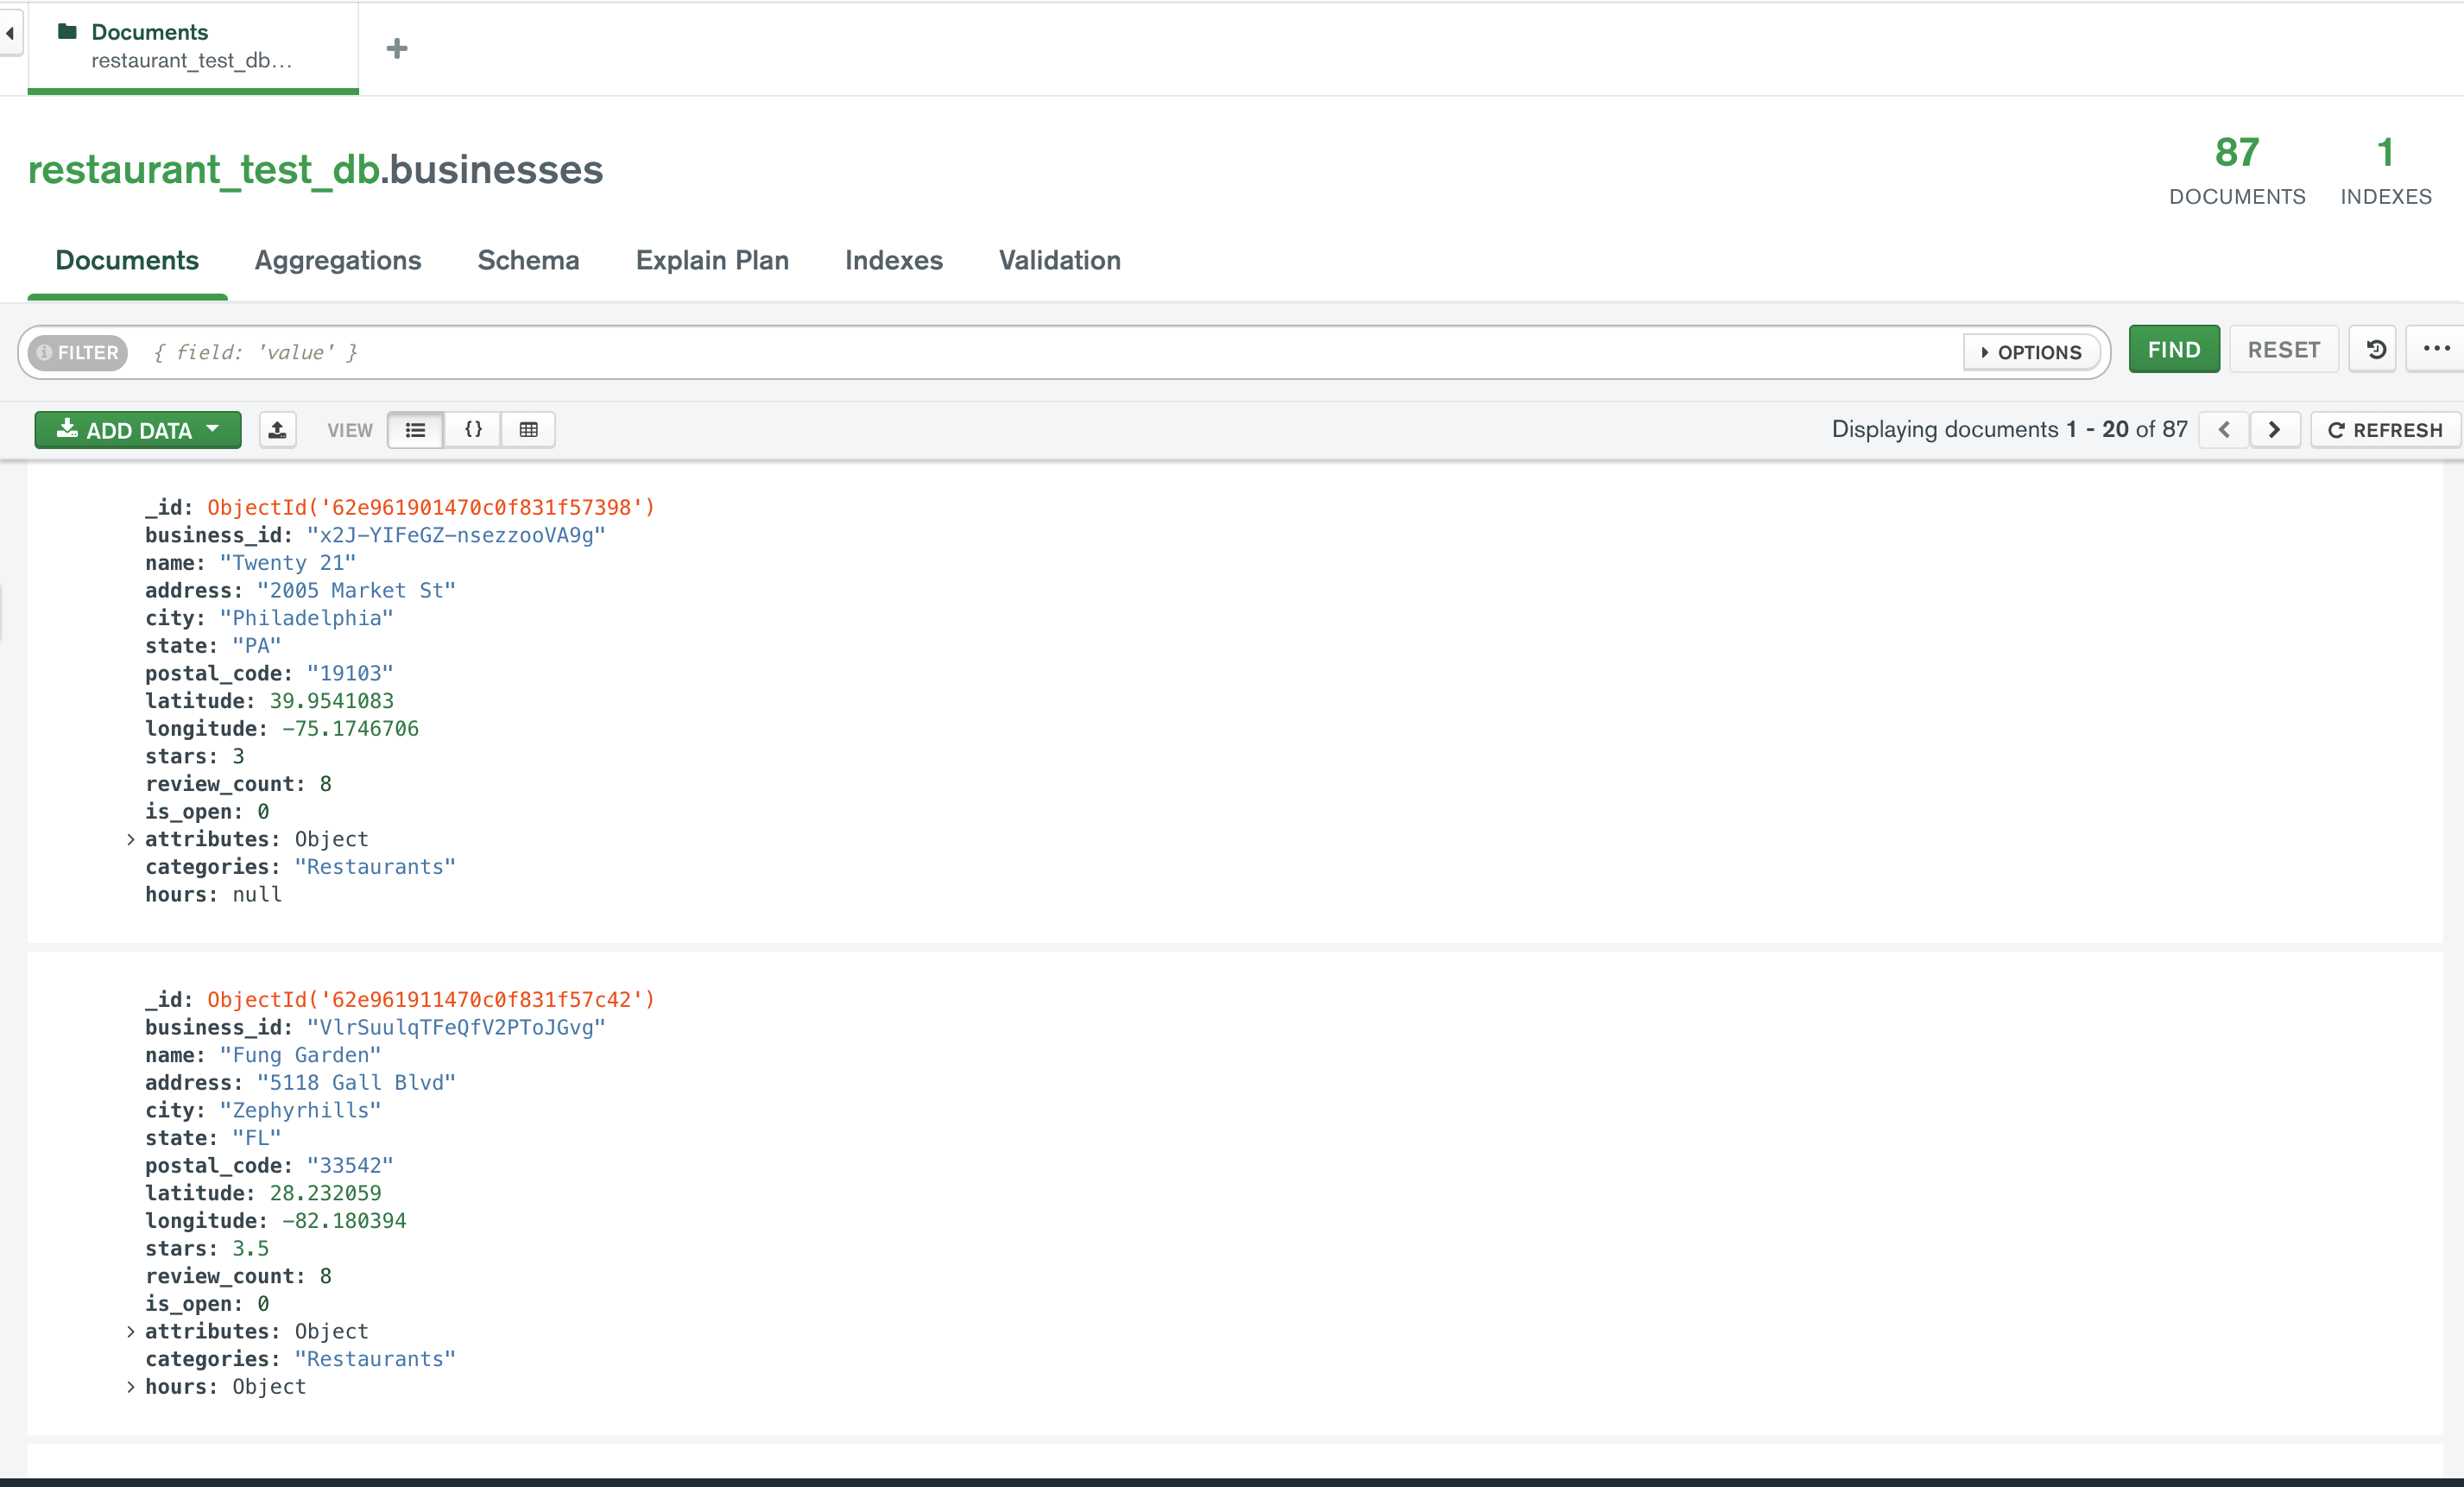 Documents
restaurant_test_db...
restaurant_test_db.businesses
87
DOCUMENTS
1
INDEXES
Documents Aggregations Schema Explain Plan Indexes Validation
FILTER { field: 'value' } OPTIONS FIND RESET
ADD DATA VIEW {} Displaying documents 1 - 20 of 87 REFRESH
_id: ObjectId('62e961901470c0f831f57398')
business_id: "x2J-YIFeGZ-nsezzooVA9g"
name: "Twenty 21"
address: "2005 Market St"
city: "Philadelphia"
state: "PA"
postal_code: "19103"
latitude: 39.9541083
longitude: -75.1746706
stars: 3
review_count: 8
is_open: 0
> attributes: Object
categories: "Restaurants"
hours: null
_id: ObjectId('62e961911470c0f831f57c42')
business_id: "VlrSuulqTFeQfV2PToJGvg"
name: "Fung Garden"
address: "5118 Gall Blvd"
city: "Zephyrhills"
state: "FL"
postal_code: "33542"
latitude: 28.232059
longitude: -82.180394
stars: 3.5
review_count: 8
is_open: 0
> attributes: Object
categories: "Restaurants"
> hours: Object